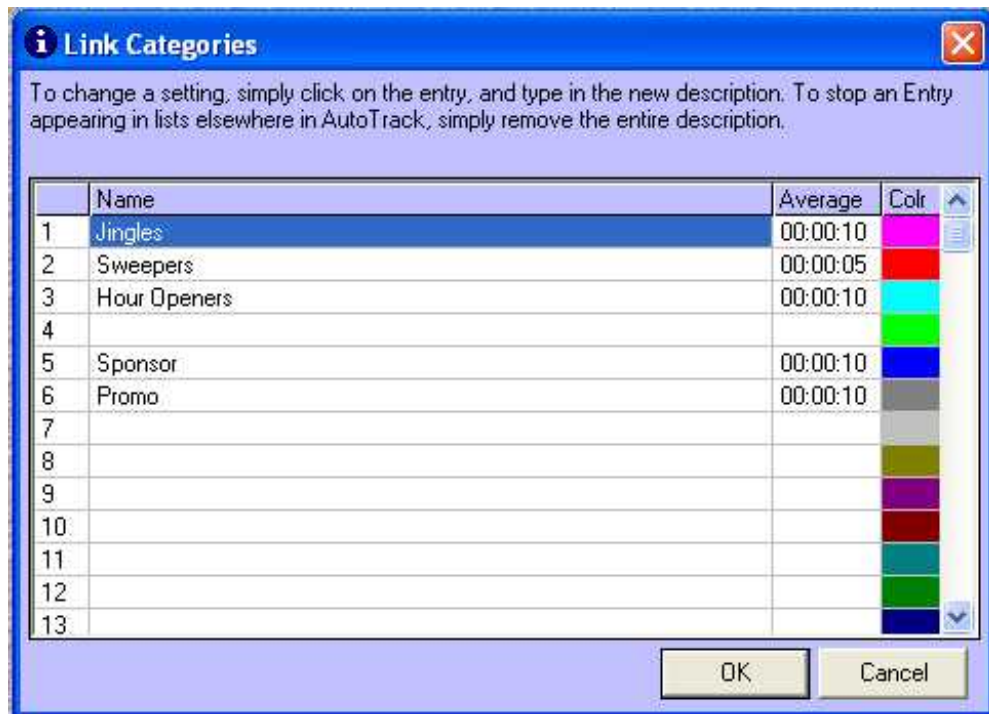 Link Categories
To change a setting, simply click on the entry, and type in the new description. To stop an Entry
appearing in lists elsewhere in AutoTrack, simply remove the entire description.
Name Average Colr
1 Jingles 00:00:10
2 Sweepers 00:00:05
3 Hour Openers 00:00:10
4
5 Sponsor 00:00:10
6 Promo 00:00:10
7
8
9
10
11
12
13
OK Cancel